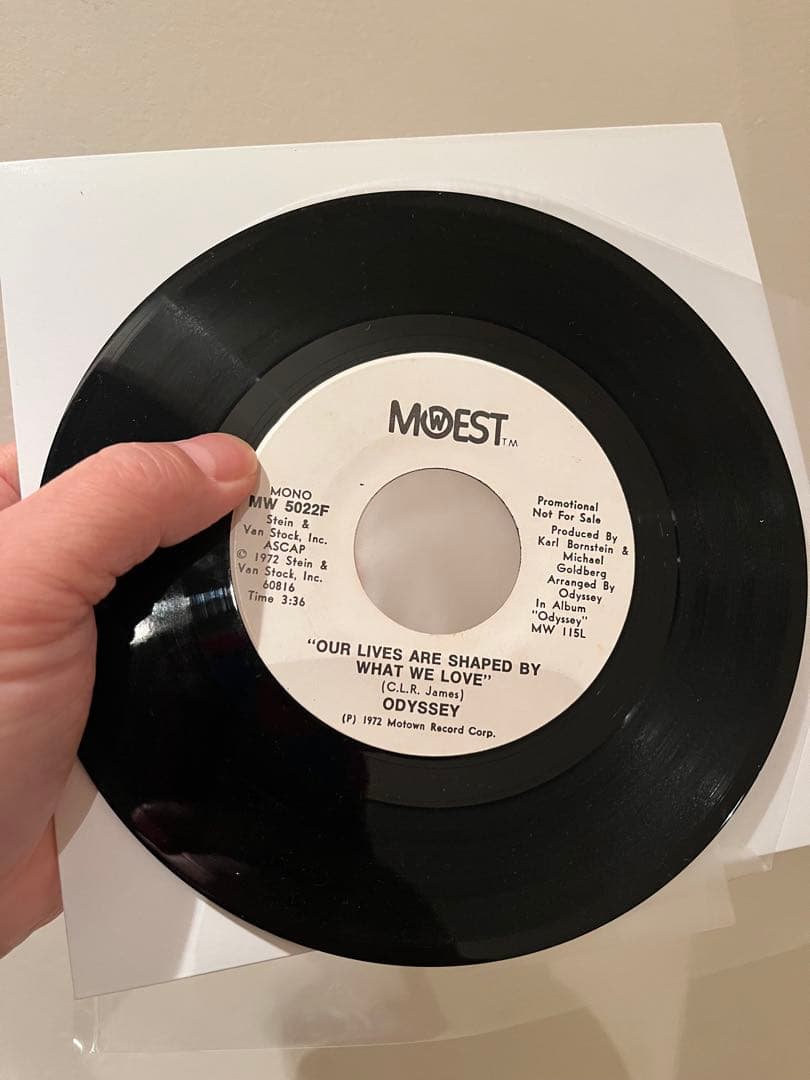 MOWEST TM
MONO
MW 5022F
Stein &
Van Stock, Inc.
ASCAP
© 1972 Stein &
Van Stock, Inc.
60816
Time 3:36
Promotional
Not For Sale
Produced By
Karl Bornstein &
Michael
Goldberg
Arranged By
Odyssey
In Album
"Odyssey"
MW 115L
"OUR LIVES ARE SHAPED BY
WHAT WE LOVE"
(C.L.R. James)
ODYSSEY
(P) 1972 Motown Record Corp.